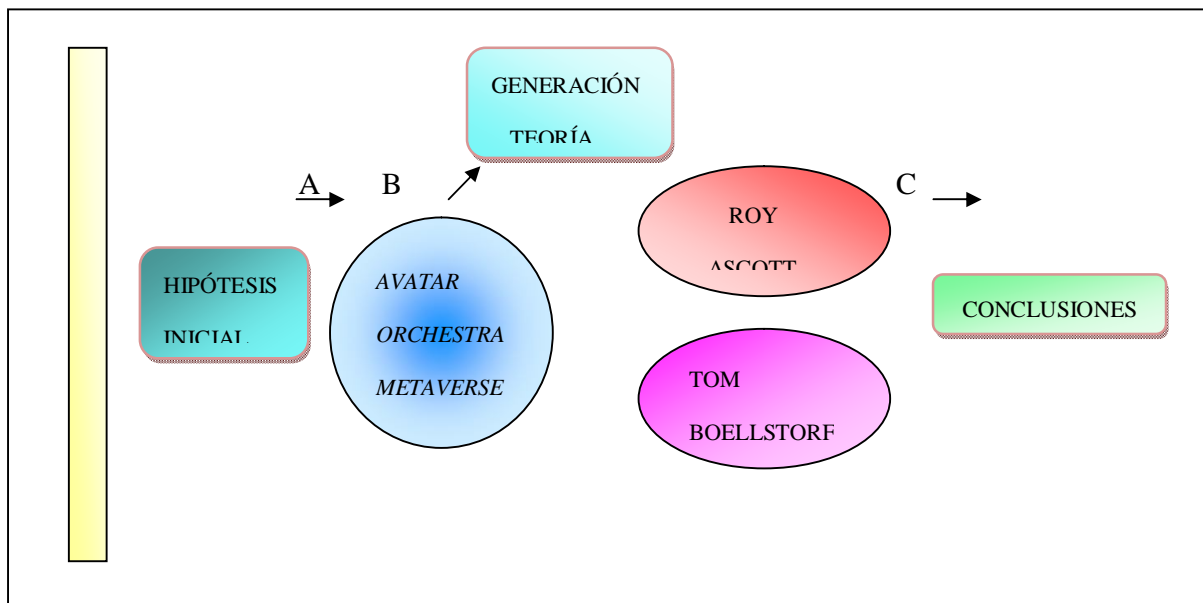 GENERACIÓN
TEORÍA
A
B
C
ROY
ASCOTT
HIPÓTESIS
INICIAL
AVATAR
ORCHESTRA
METAVERSE
CONCLUSIONES
TOM
BOELLSTORF